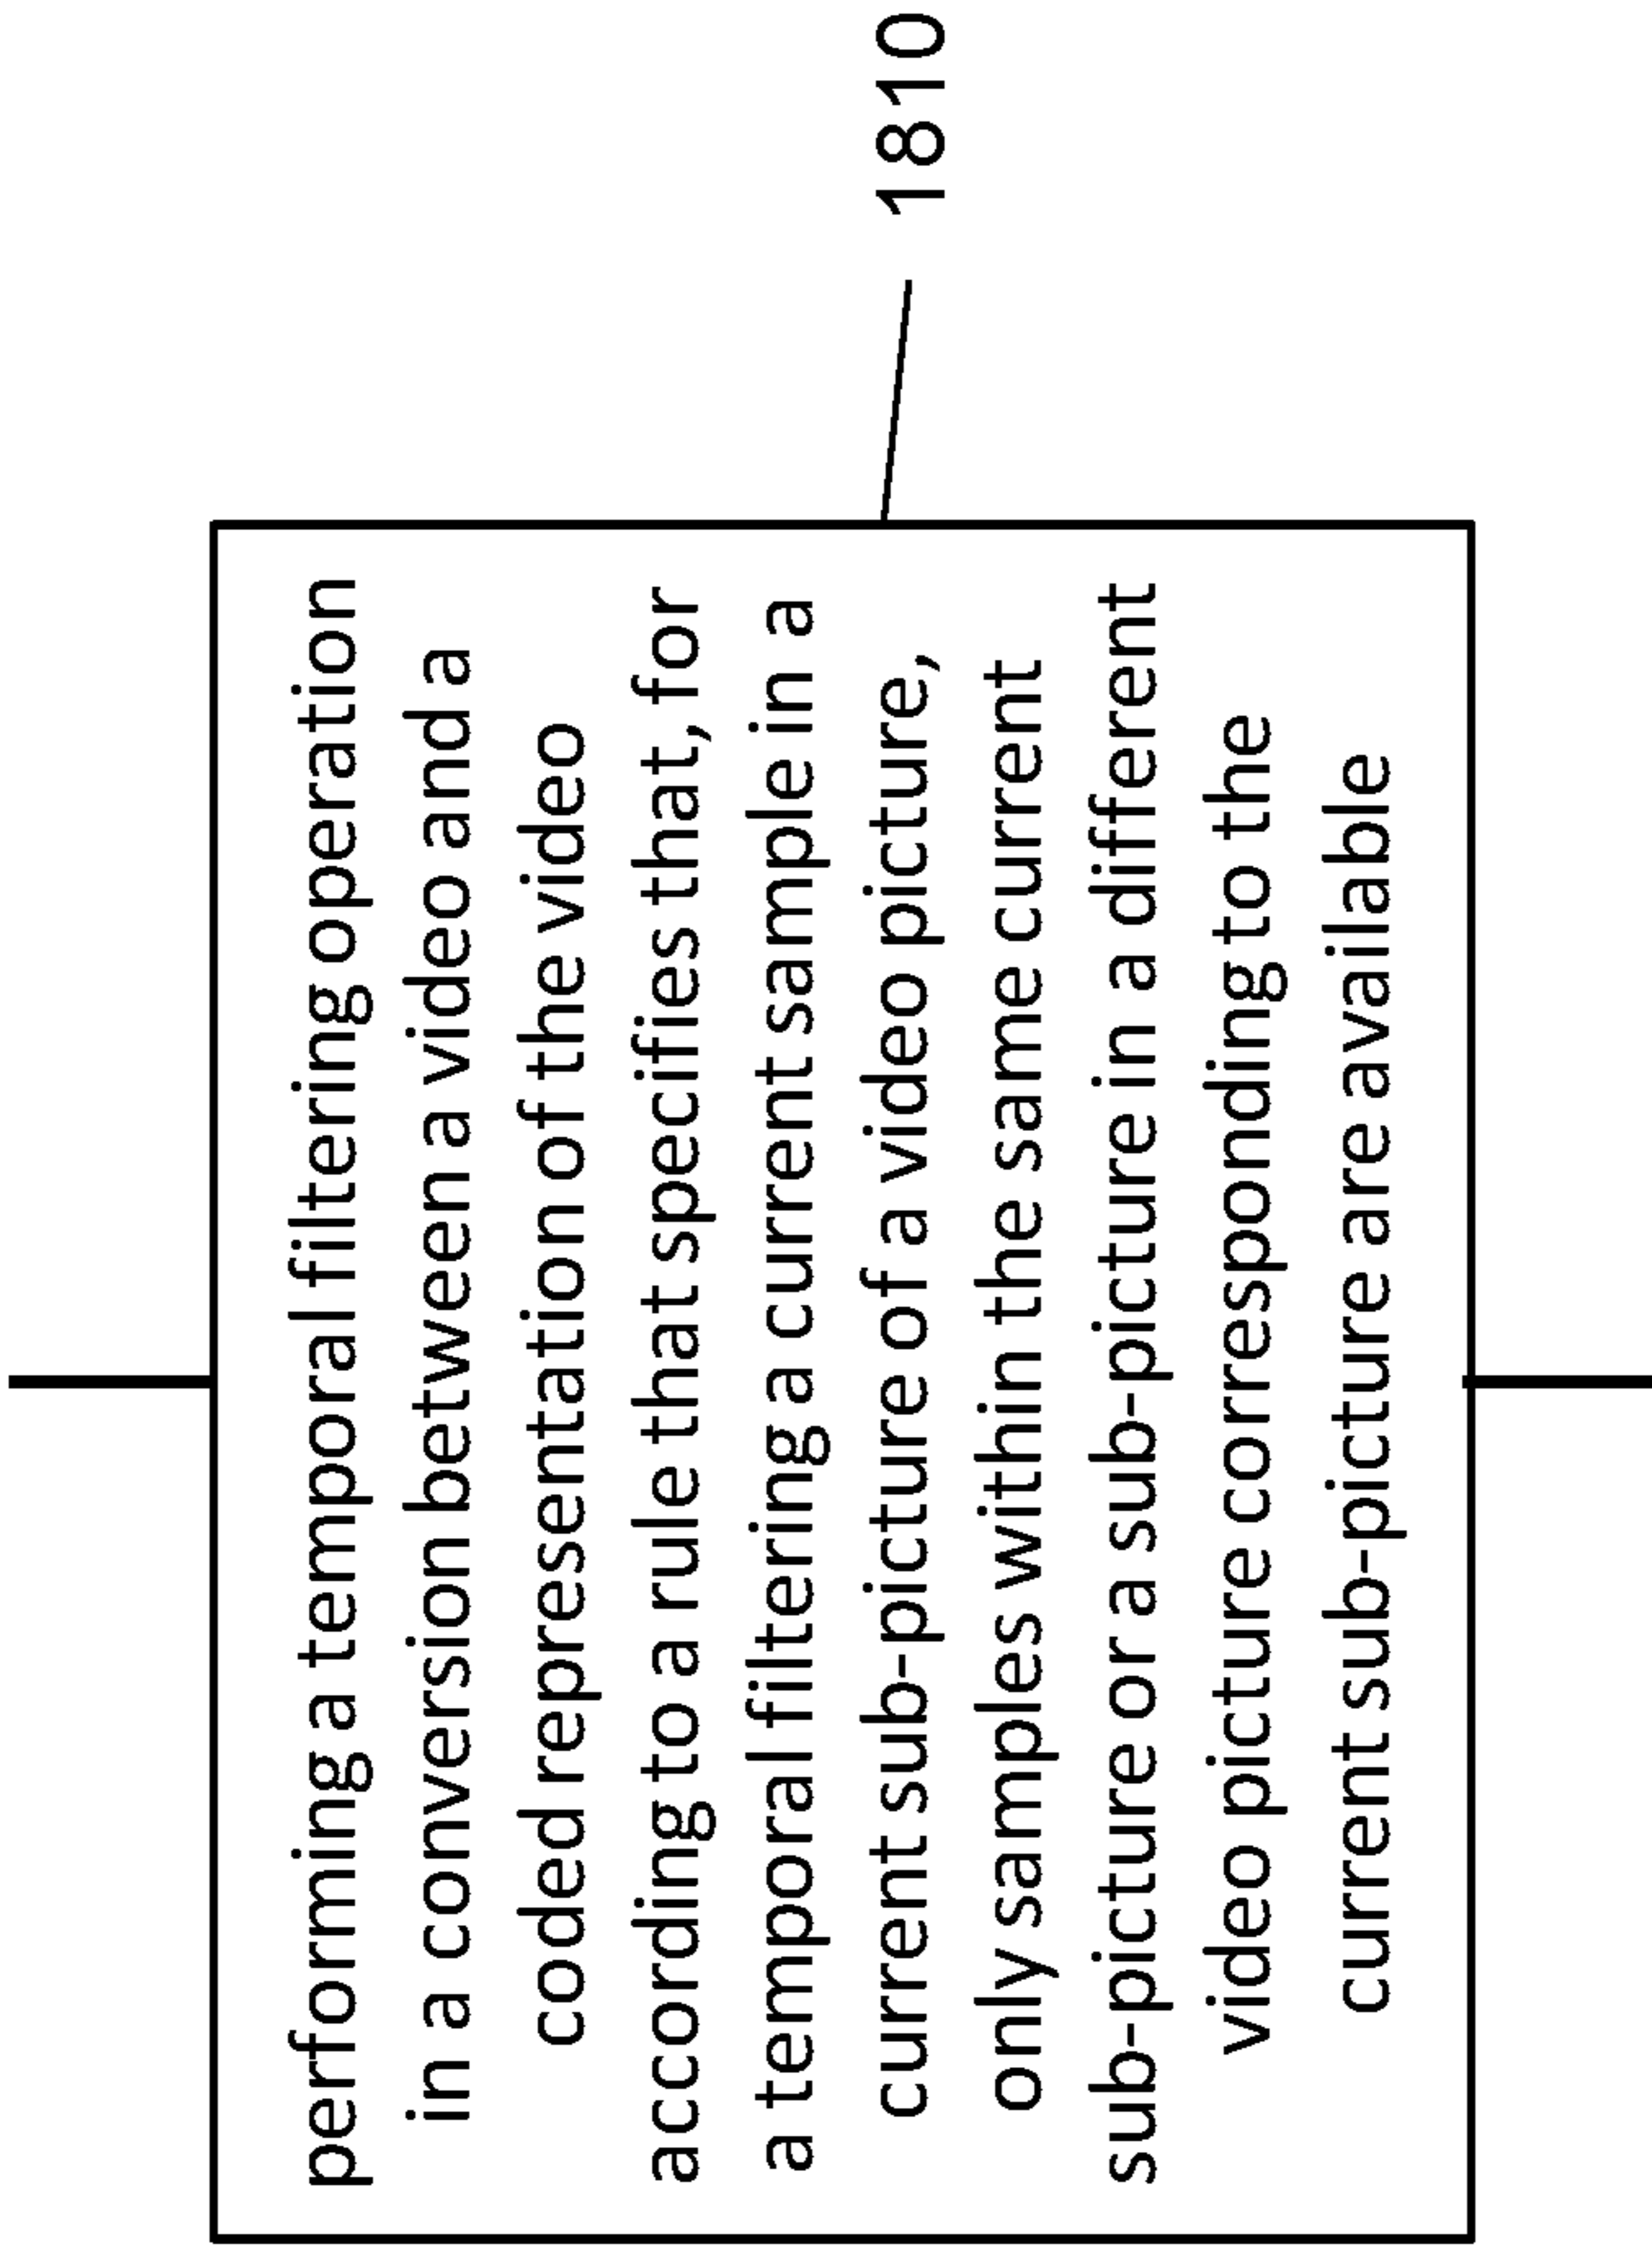 performing a temporal filtering operation
in a conversion between a video and a
coded representation of the video
according to a rule that specifies that, for
a temporal filtering a current sample in a
current sub-picture of a video picture,
only samples within the same current
sub-picture or a sub-picture in a different
video picture corresponding to the
current sub-picture are available
1810